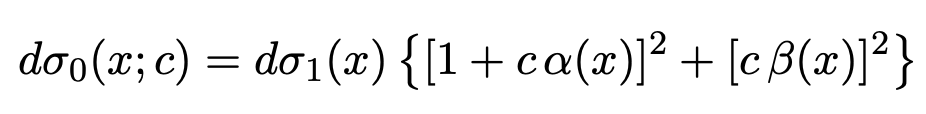 dσ₀(x; c) = dσ₁(x) {[1 + c α(x)]² + [c β(x)]²}